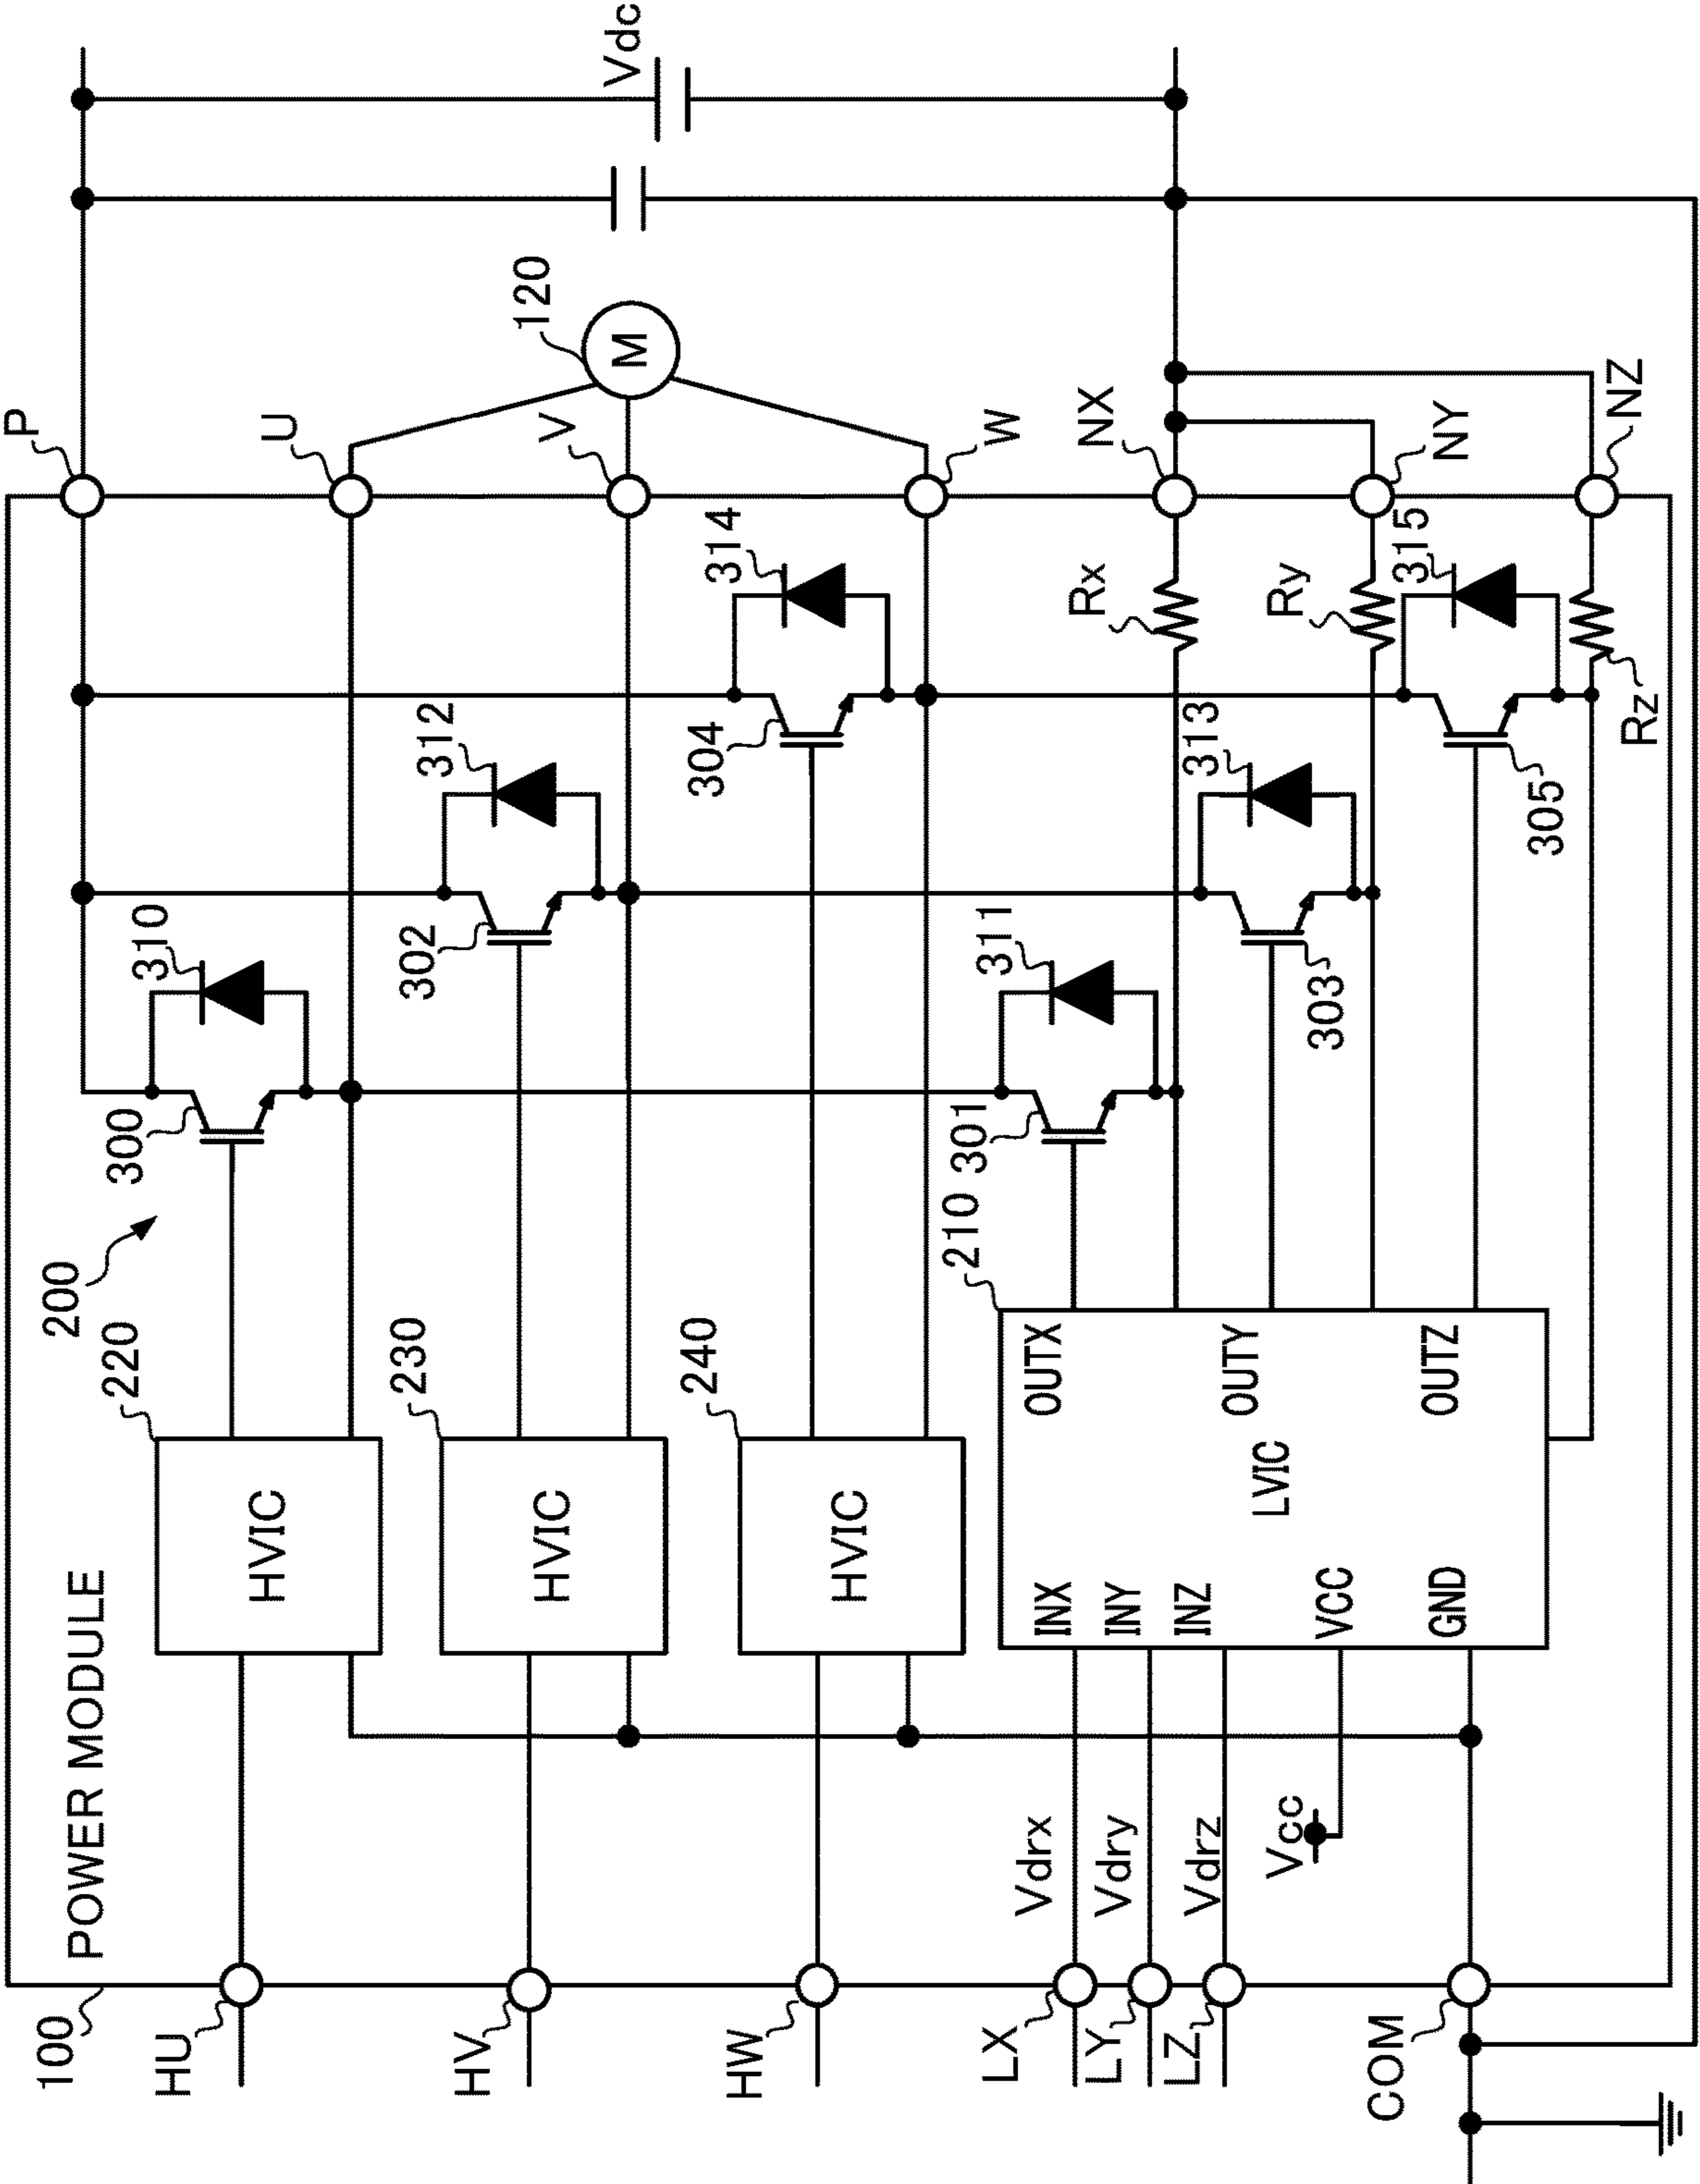 100
POWER MODULE
HU
HV
HW
LX
LY
LZ
COM
Vdrx
Vdry
Vdrz
Vcc
220
HVIC
230
HVIC
240
HVIC
210
INX
INY
INZ
VCC
GND
LVIC
OUTX
OUTY
OUTZ
200
300
310
302
312
304
314
301
311
303
313
305
315
Rx
Ry
Rz
P
U
V
W
NX
NY
NZ
120
M
Vdc